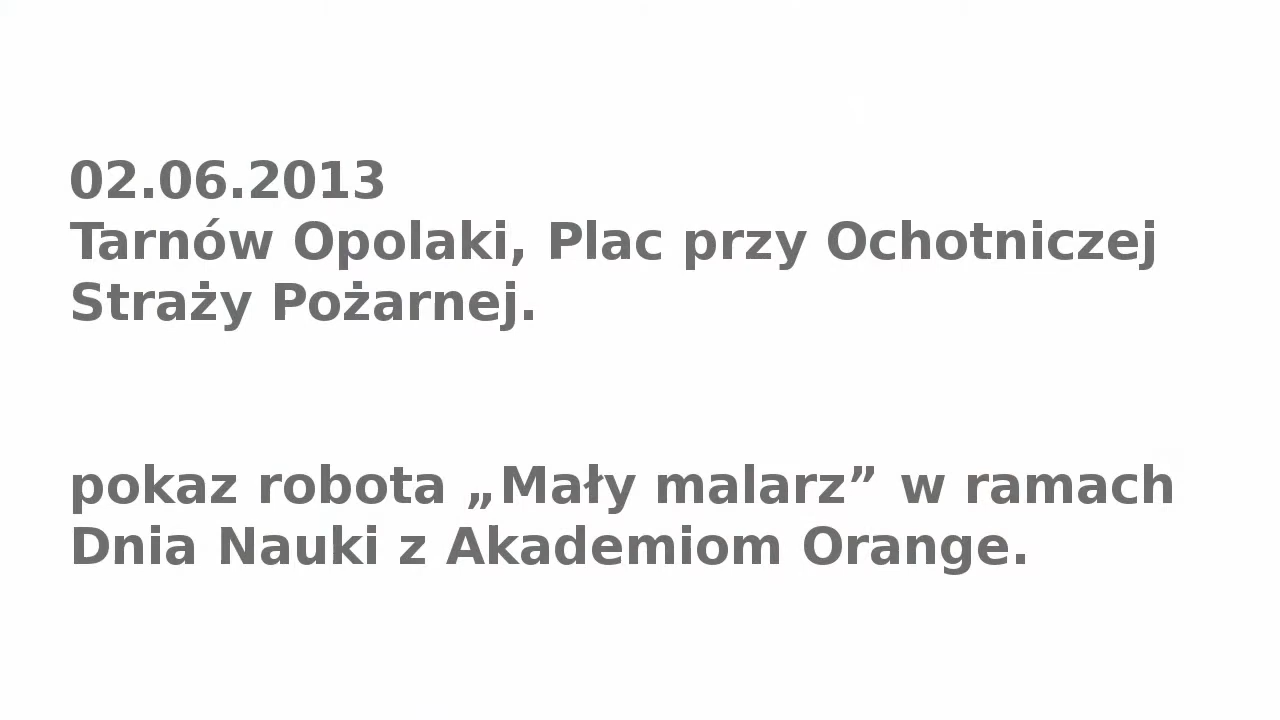 02.06.2013
Tarnów Opolaki, Plac przy Ochotniczej
Straży Pożarnej.
pokaz robota „Mały malarz” w ramach
Dnia Nauki z Akademiom Orange.